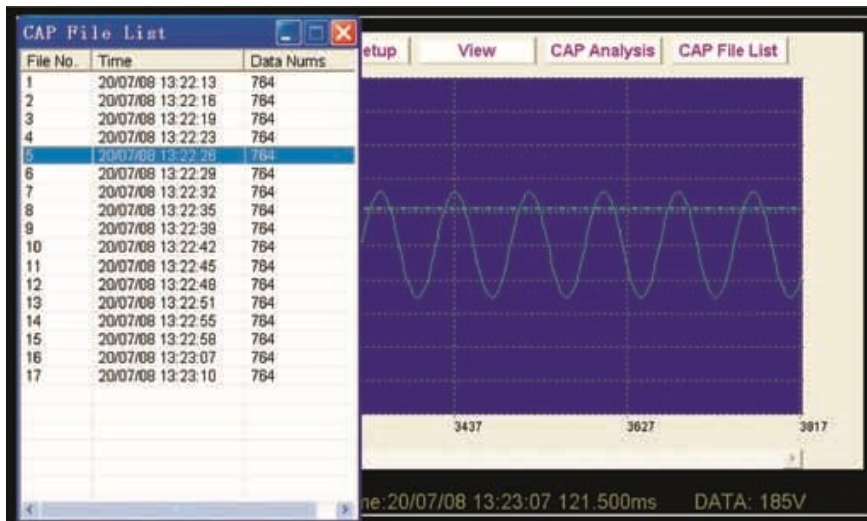 CAP File List
File No. Time Data Nums
1 20/07/08 13:22:13 764
2 20/07/08 13:22:16 764
3 20/07/08 13:22:19 764
4 20/07/08 13:22:23 764
5 20/07/08 13:22:26 764
6 20/07/08 13:22:29 764
7 20/07/08 13:22:32 764
8 20/07/08 13:22:35 764
9 20/07/08 13:22:39 764
10 20/07/08 13:22:42 764
11 20/07/08 13:22:45 764
12 20/07/08 13:22:48 764
13 20/07/08 13:22:51 764
14 20/07/08 13:22:55 764
15 20/07/08 13:22:58 764
16 20/07/08 13:23:07 764
17 20/07/08 13:23:10 764
etup View CAP Analysis CAP File List
3437 3627 3817
me:20/07/08 13:23:07 121.500ms DATA: 185V